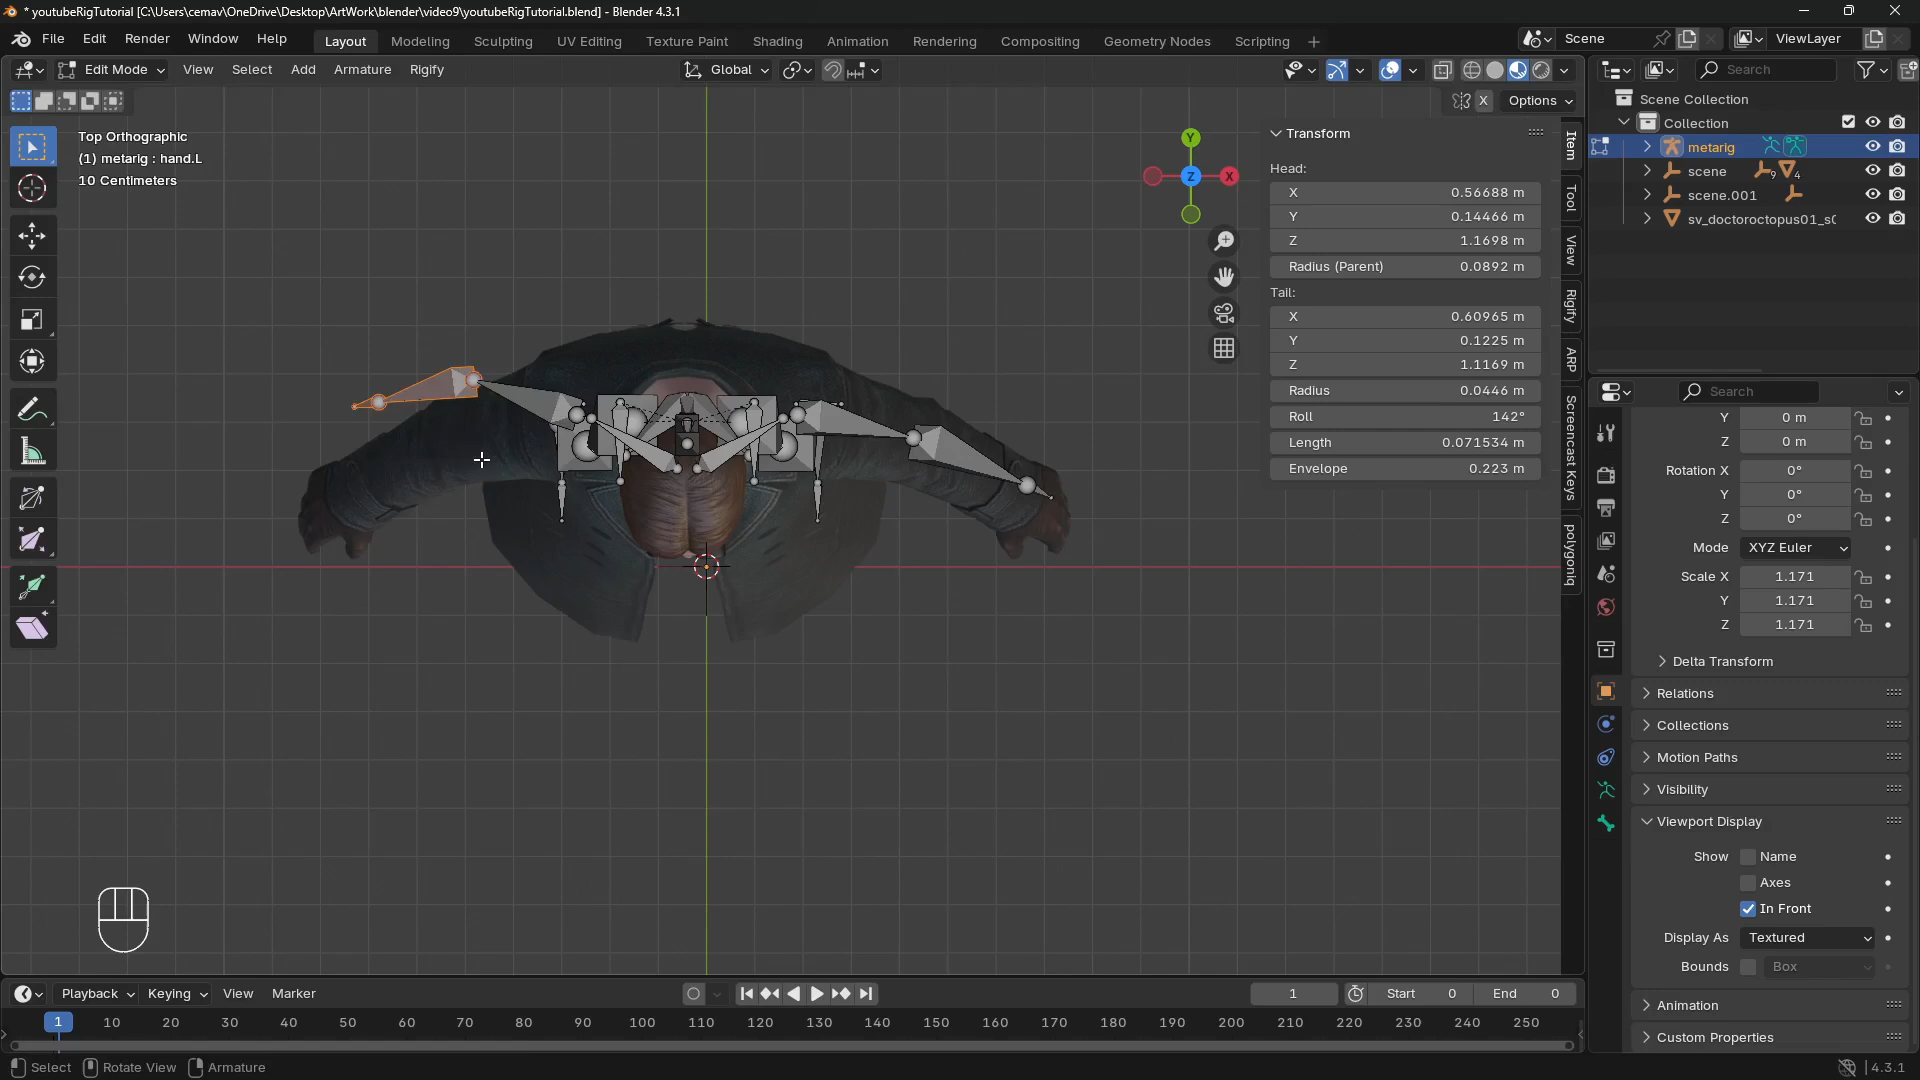 * youtubeRigTutorial [C:\Users\cemav\OneDrive\Desktop\ArtWork\blender\video9\youtubeRigTutorial.blend] - Blender 4.3.1
File Edit Render Window Help
Layout Modeling Sculpting UV Editing Texture Paint Shading Animation Rendering Compositing Geometry Nodes Scripting +
Scene
ViewLayer
Edit Mode View Select Add Armature Rigify
Global
Search
X Options
Top Orthographic
(1) metarig : hand.L
10 Centimeters
Y
X
Z
Transform
Head:
X 0.56688 m
Y 0.14466 m
Z 1.1698 m
Radius (Parent) 0.0892 m
Tail:
X 0.60965 m
Y 0.1225 m
Z 1.1169 m
Radius 0.0446 m
Roll 142°
Length 0.071534 m
Envelope 0.223 m
Item
Tool
View
Rigify
ARP
Screencast Keys
polygoniq
Scene Collection
Collection
metarig
scene 9 4
scene.001
sv_doctoroctopus01_s
Search
Y 0 m
Z 0 m
Rotation X 0°
Y 0°
Z 0°
Mode XYZ Euler
Scale X 1.171
Y 1.171
Z 1.171
Delta Transform
Relations
Collections
Motion Paths
Visibility
Viewport Display
Show Name
Axes
In Front
Display As Textured
Bounds Box
Animation
Custom Properties
Playback Keying View Marker
1
Start 0
End 0
1 10 20 30 40 50 60 70 80 90 100 110 120 130 140 150 160 170 180 190 200 210 220 230 240 250
Select Rotate View Armature
4.3.1